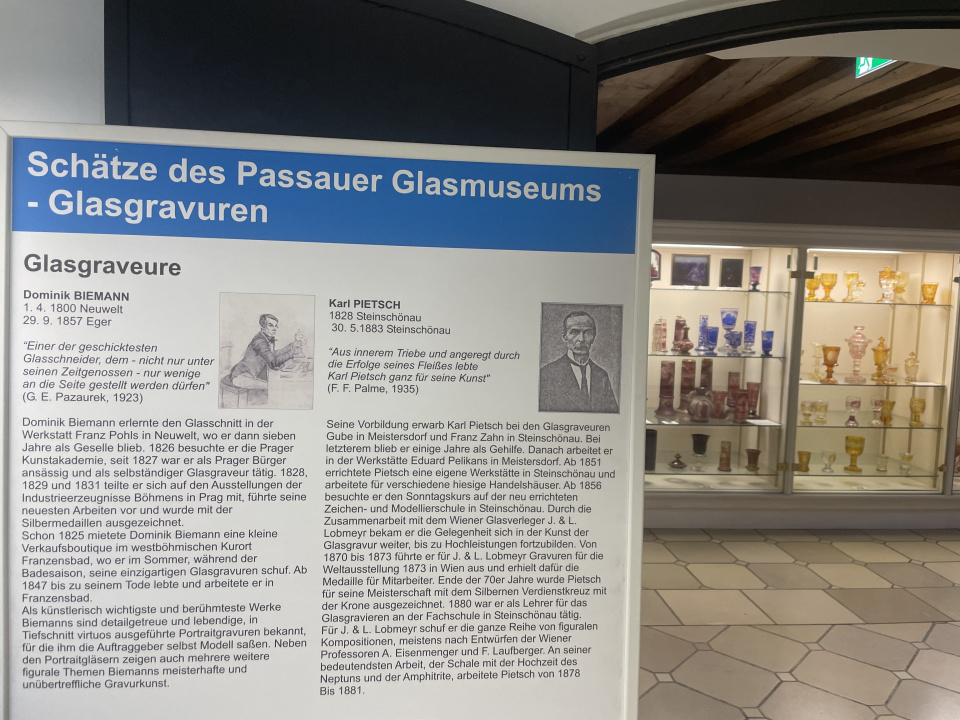 Schätze des Passauer Glasmuseums
- Glasgravuren
Glasgraveure
Dominik BIEMANN
1. 4. 1800 Neuwelt
29. 9. 1857 Eger
"Einer der geschicktesten
Glasschneider, dem - nicht nur unter
seinen Zeitgenossen - nur wenige
an die Seite gestellt werden dürfen"
(G. E. Pazaurek, 1923)
Dominik Biemann erlernte den Glasschnitt in der
Werkstatt Franz Pohls in Neuwelt, wo er dann sieben
Jahre als Geselle blieb. 1826 besuchte er die Prager
Kunstakademie, seit 1827 war er als Prager Bürger
ansässig und als selbständiger Glasgraveur tätig. 1828,
1829 und 1831 teilte er sich auf den Ausstellungen der
Industrieerzeugnisse Böhmens in Prag mit, führte seine
neuesten Arbeiten vor und wurde mit der
Silbermedaillen ausgezeichnet.
Schon 1825 mietete Dominik Biemann eine kleine
Verkaufsboutique im westböhmischen Kurort
Franzensbad, wo er im Sommer, während der
Badesaison, seine einzigartigen Glasgravuren schuf. Ab
1847 bis zu seinem Tode lebte und arbeitete er in
Franzensbad.
Als künstlerisch wichtigste und berühmteste Werke
Biemanns sind detailgetreue und lebendige, in
Tiefschnitt virtuos ausgeführte Portraitgravuren bekannt,
für die ihm die Auftraggeber selbst Modell saßen. Neben
den Portraitgläsern zeigen auch mehrere weitere
figurale Themen Biemanns meisterhafte und
unübertreffliche Gravurkunst.
Karl PIETSCH
1828 Steinschönau
30. 5.1883 Steinschönau
"Aus innerem Triebe und angeregt durch
die Erfolge seines Fleißes lebte
Karl Pietsch ganz für seine Kunst"
(F. F. Palme, 1935)
Seine Vorbildung erwarb Karl Pietsch bei den Glasgraveuren
Gube in Meistersdorf und Franz Zahn in Steinschönau. Bei
letzterem blieb er einige Jahre als Gehilfe. Danach arbeitet er
in der Werkstätte Eduard Pelikans in Meistersdorf. Ab 1851
errichtete Pietsch eine eigene Werkstätte in Steinschönau und
arbeitete für verschiedene hiesige Handelshäuser. Ab 1856
besuchte er den Sonntagskurs auf der neu errichteten
Zeichen- und Modellierschule in Steinschönau. Durch die
Zusammenarbeit mit dem Wiener Glasverleger J. & L.
Lobmeyr bekam er die Gelegenheit sich in der Kunst der
Glasgravur weiter, bis zu Hochleistungen fortzubilden. Von
1870 bis 1873 führte er für J. & L. Lobmeyr Gravuren für die
Weltausstellung 1873 in Wien aus und erhielt dafür die
Medaille für Mitarbeiter. Ende der 70er Jahre wurde Pietsch
für seine Meisterschaft mit dem Silbernen Verdienstkreuz mit
der Krone ausgezeichnet. 1880 war er als Lehrer für das
Glasgravieren an der Fachschule in Steinschönau tätig.
Für J. & L. Lobmeyr schuf er die ganze Reihe von figuralen
Kompositionen, meistens nach Entwürfen der Wiener
Professoren A. Eisenmenger und F. Laufberger. An seiner
bedeutendsten Arbeit, der Schale mit der Hochzeit des
Neptuns und der Amphitrite, arbeitete Pietsch von 1878
Bis 1881.